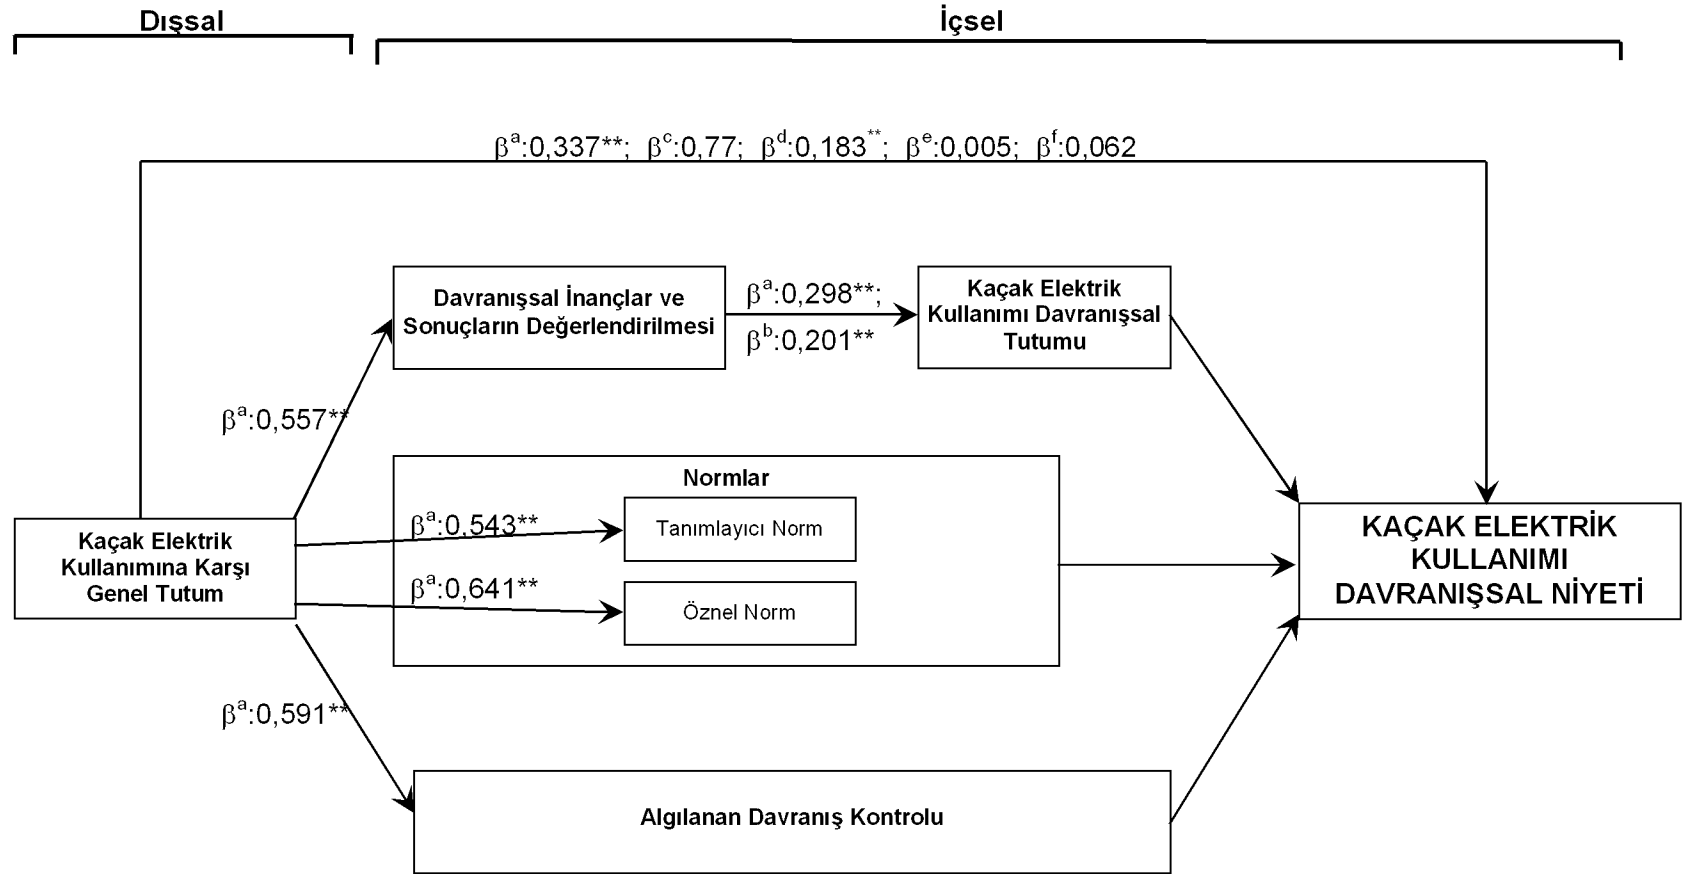 Dışsal
İçsel
βᵃ:0,337**; βᶜ:0,77; βᵈ:0,183**; βᵉ:0,005; βᶠ:0,062
Davranışsal İnançlar ve
Sonuçların Değerlendirilmesi
βᵃ:0,298**;
βᵇ:0,201**
Kaçak Elektrik
Kullanımı Davranışsal
Tutumu
βᵃ:0,557**
Normlar
βᵃ:0,543**
Tanımlayıcı Norm
βᵃ:0,641**
Öznel Norm
Kaçak Elektrik
Kullanımına Karşı
Genel Tutum
KAÇAK ELEKTRİK
KULLANIMI
DAVRANIŞSAL NİYETİ
βᵃ:0,591**
Algılanan Davranış Kontrolu